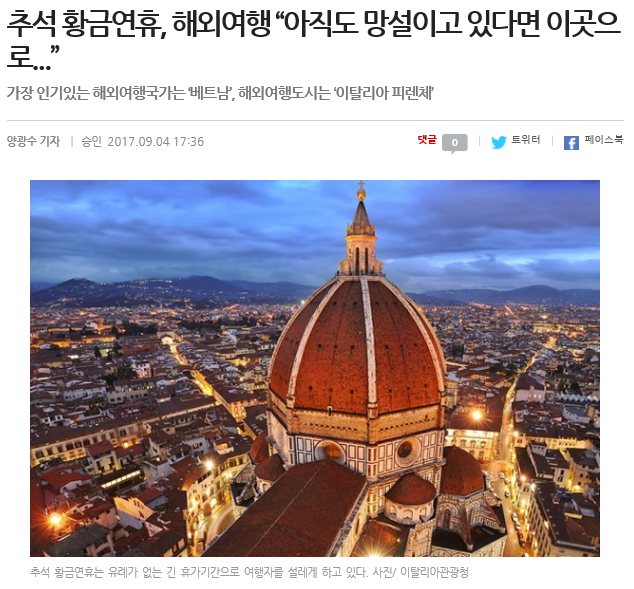 추석 황금연휴, 해외여행 “아직도 망설이고 있다면 이곳으
로...”
가장 인기있는 해외여행국가는 '베트남', 해외여행도시는 '이탈리아 피렌체'
양광수 기자 | 승인 2017.09.04 17:36 댓글 0 | 트위터 | 페이스북
추석 황금연휴는 유례가 없는 긴 휴가기간으로 여행자를 설레게 하고 있다. 사진/ 이탈리아관광청